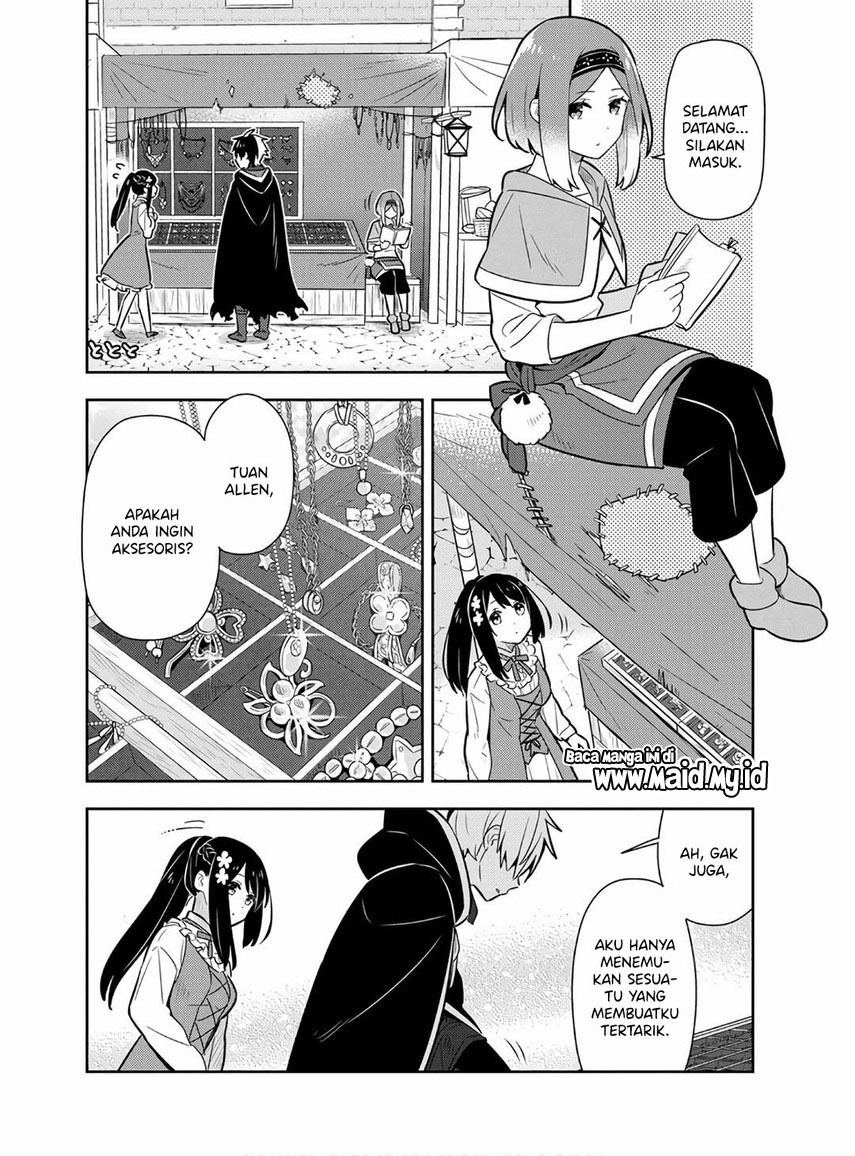 SELAMAT
DATANG...
SILAKAN
MASUK.
ととと
TUAN
ALLEN,
APAKAH
ANDA INGIN
AKSESORIS?
Baca Manga ini di
www.Maid.My.id
AH, GAK
JUGA,
AKU HANYA
MENEMU-
KAN SESUA-
TU YANG
MEMBUATKU
TERTARIK.